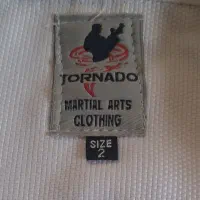 TORNADO
MARTIAL ARTS
CLOTHING
SIZE
2